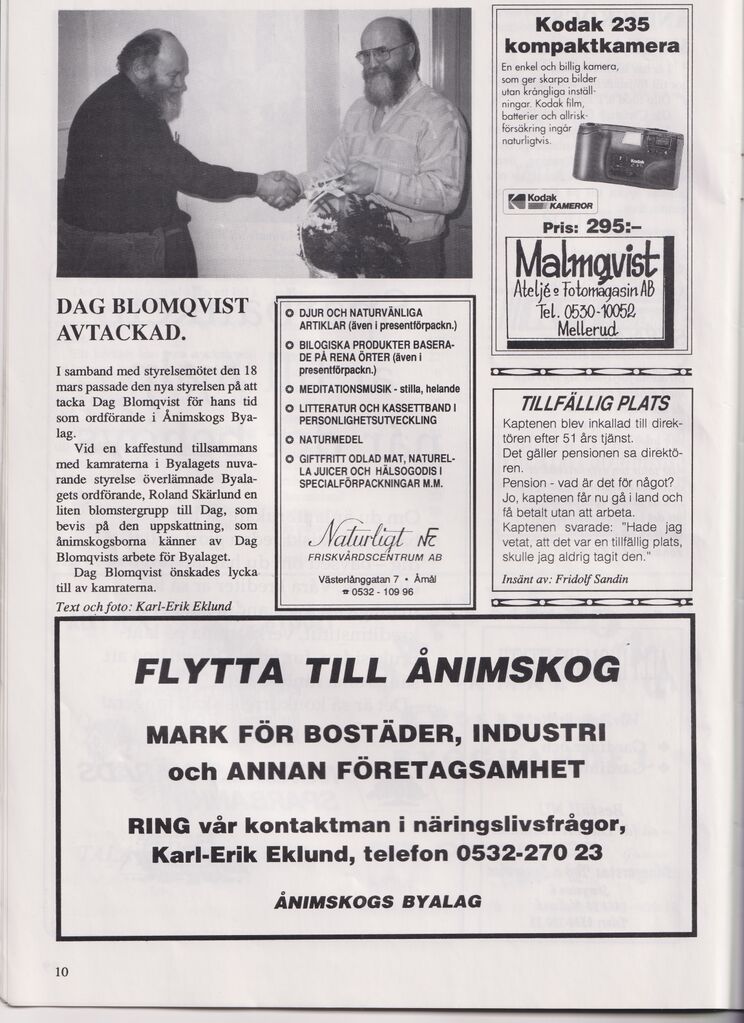 DAG BLOMQVIST
AVTACKAD.
I samband med styrelsemötet den 18
mars passade den nya styrelsen på att
tacka Dag Blomqvist för hans tid
som ordförande i Ånimskogs Bya-
lag.
Vid en kaffestund tillsammans
med kamraterna i Byalagets nuva-
rande styrelse överlämnade Byala-
gets ordförande, Roland Skärlund en
liten blomstergrupp till Dag, som
bevis på den uppskattning, som
ånimskogsborna känner av Dag
Blomqvists arbete för Byalaget.
Dag Blomqvist önskades lycka
till av kamraterna.
Text och foto: Karl-Erik Eklund
DJUR OCH NATURVÄNLIGA
ARTIKLAR (även i presentförpackn.)
BILOGISKA PRODUKTER BASERA-
DE PÅ RENA ÖRTER (även i
presentförpackn.)
MEDITATIONSMUSIK - stilla, helande
LITTERATUR OCH KASSETTBAND I
PERSONLIGHETSUTVECKLING
NATURMEDEL
GIFTFRITT ODLAD MAT, NATUREL-
LA JUICER OCH HÄLSOGODIS I
SPECIALFÖRPACKNINGAR M.M.
Naturligt
FRISKVÅRDSCENTRUM AB
Västerlånggatan 7 • Åmål
☎ 0532 - 109 96
Kodak 235
kompaktkamera
En enkel och billig kamera,
som ger skarpa bilder
utan krångliga inställ-
ningar. Kodak film,
batterier och allrisk-
försäkring ingår
naturligtvis.
Kodak
KAMEROR
Pris: 295:-
Malmqvist
Ateljé & Fotomagasin AB
Tel. 0530-10052
Mellerud
TILLFÄLLIG PLATS
Kaptenen blev inkallad till direk-
tören efter 51 års tjänst.
Det gäller pensionen sa direktö-
ren.
Pension - vad är det för något?
Jo, kaptenen får nu gå i land och
få betalt utan att arbeta.
Kaptenen svarade: "Hade jag
vetat, att det var en tillfällig plats,
skulle jag aldrig tagit den."
Insänt av: Fridolf Sandin
FLYTTA TILL ÅNIMSKOG
MARK FÖR BOSTÄDER, INDUSTRI
och ANNAN FÖRETAGSAMHET
RING vår kontaktman i näringslivsfrågor,
Karl-Erik Eklund, telefon 0532-270 23
ÅNIMSKOGS BYALAG
10